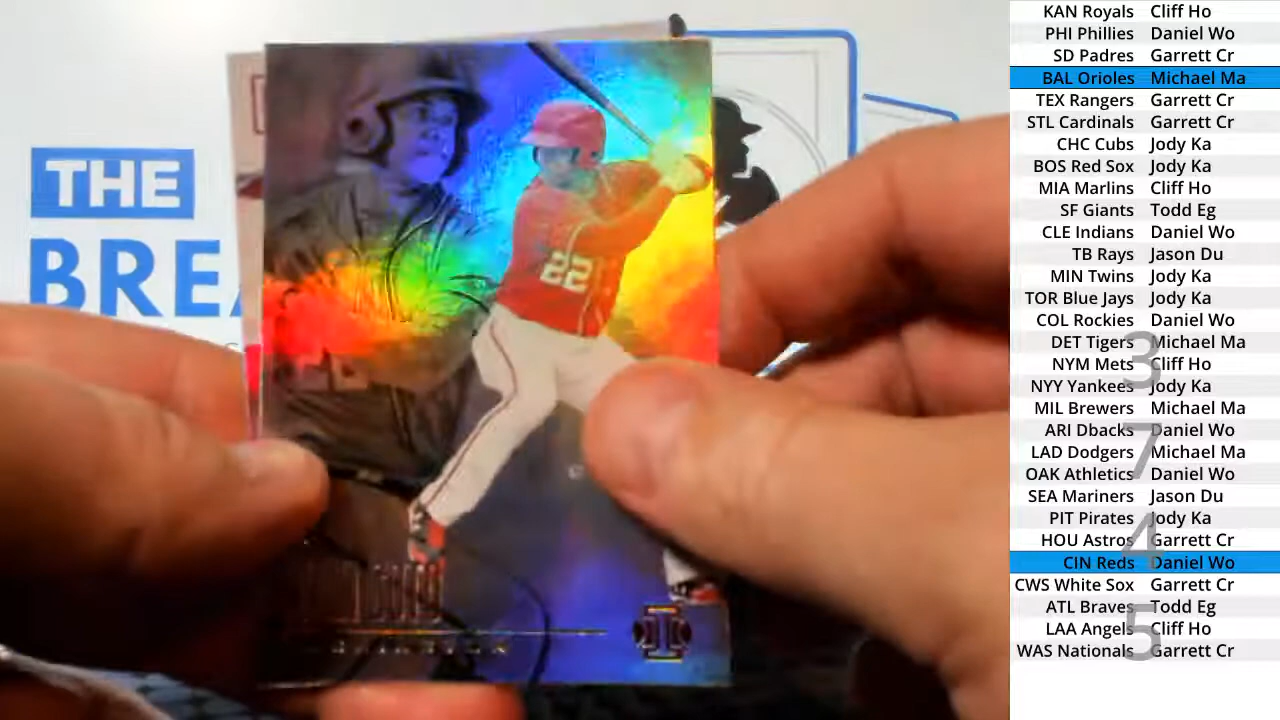 THE
BREA
22
KAN Royals Cliff Ho
PHI Phillies Daniel Wo
SD Padres Garrett Cr
BAL Orioles Michael Ma
TEX Rangers Garrett Cr
STL Cardinals Garrett Cr
CHC Cubs Jody Ka
BOS Red Sox Jody Ka
MIA Marlins Cliff Ho
SF Giants Todd Eg
CLE Indians Daniel Wo
TB Rays Jason Du
MIN Twins Jody Ka
TOR Blue Jays Jody Ka
COL Rockies Daniel Wo
DET Tigers Michael Ma
NYM Mets Cliff Ho
NYY Yankees Jody Ka
MIL Brewers Michael Ma
ARI Dbacks Daniel Wo
LAD Dodgers Michael Ma
OAK Athletics Daniel Wo
SEA Mariners Jason Du
PIT Pirates Jody Ka
HOU Astros Garrett Cr
CIN Reds Daniel Wo
CWS White Sox Garrett Cr
ATL Braves Todd Eg
LAA Angels Cliff Ho
WAS Nationals Garrett Cr
3
7
4
5